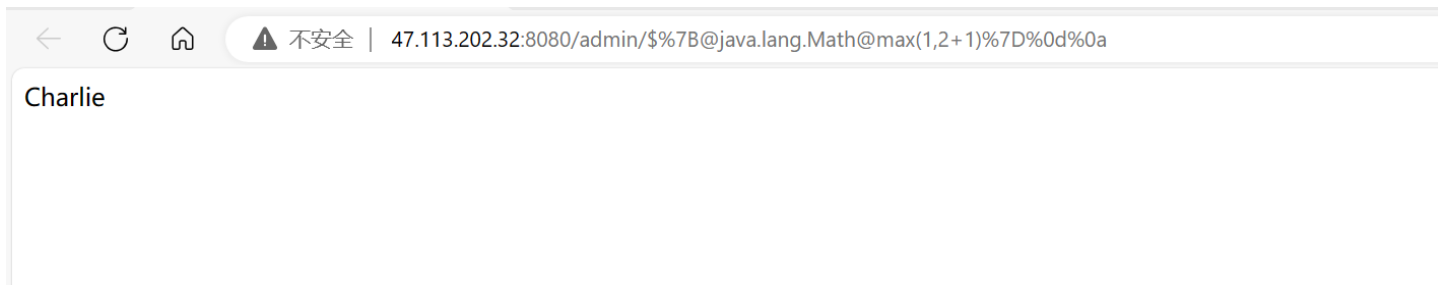 不安全 | 47.113.202.32:8080/admin/$%7B@java.lang.Math@max(1,2+1)%7D%0d%0a
Charlie